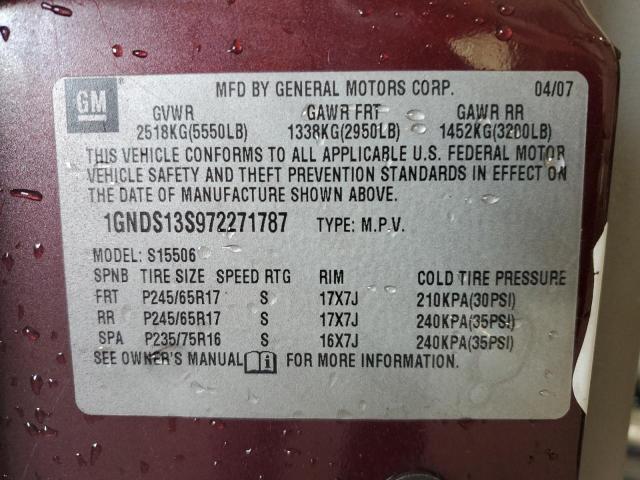 GM
MFD BY GENERAL MOTORS CORP. 04/07
GVWR GAWR FRT GAWR RR
2518KG(5550LB) 1338KG(2950LB) 1452KG(3200LB)
THIS VEHICLE CONFORMS TO ALL APPLICABLE U.S. FEDERAL MOTOR
VEHICLE SAFETY AND THEFT PREVENTION STANDARDS IN EFFECT ON
THE DATE OF MANUFACTURE SHOWN ABOVE.
1GNDS13S972271787 TYPE: M.P.V.
MODEL: S15506
SPNB TIRE SIZE SPEED RTG RIM COLD TIRE PRESSURE
FRT P245/65R17 S 17X7J 210KPA(30PSI)
RR P245/65R17 S 17X7J 240KPA(35PSI)
SPA P235/75R16 S 16X7J 240KPA(35PSI)
SEE OWNER'S MANUAL FOR MORE INFORMATION.